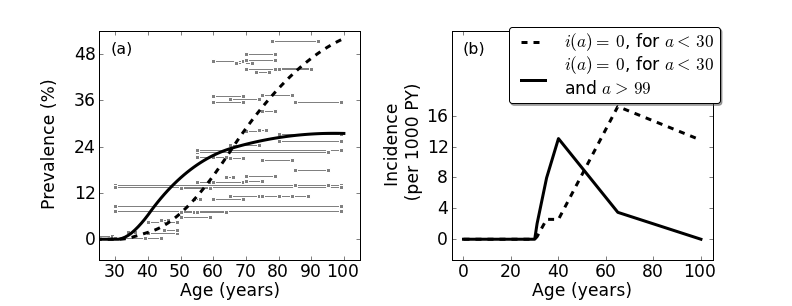 (a)
48
36
24
12
0
30 40 50 60 70 80 90 100
Age (years)
Prevalence (%)
(b)
i(a) = 0, for a < 30
i(a) = 0, for a < 30
and a > 99
16
12
8
4
0
0 20 40 60 80 100
Age (years)
Incidence
(per 1000 PY)